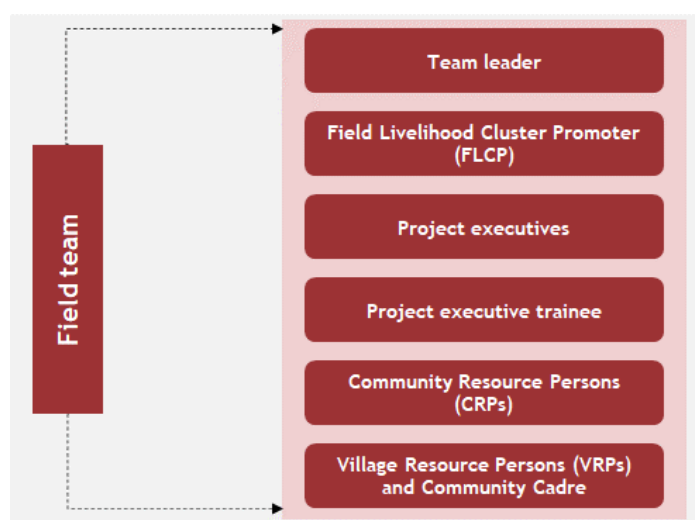 Field team
Team leader
Field Livelihood Cluster Promoter
(FLCP)
Project executives
Project executive trainee
Community Resource Persons
(CRPs)
Village Resource Persons (VRPs)
and Community Cadre